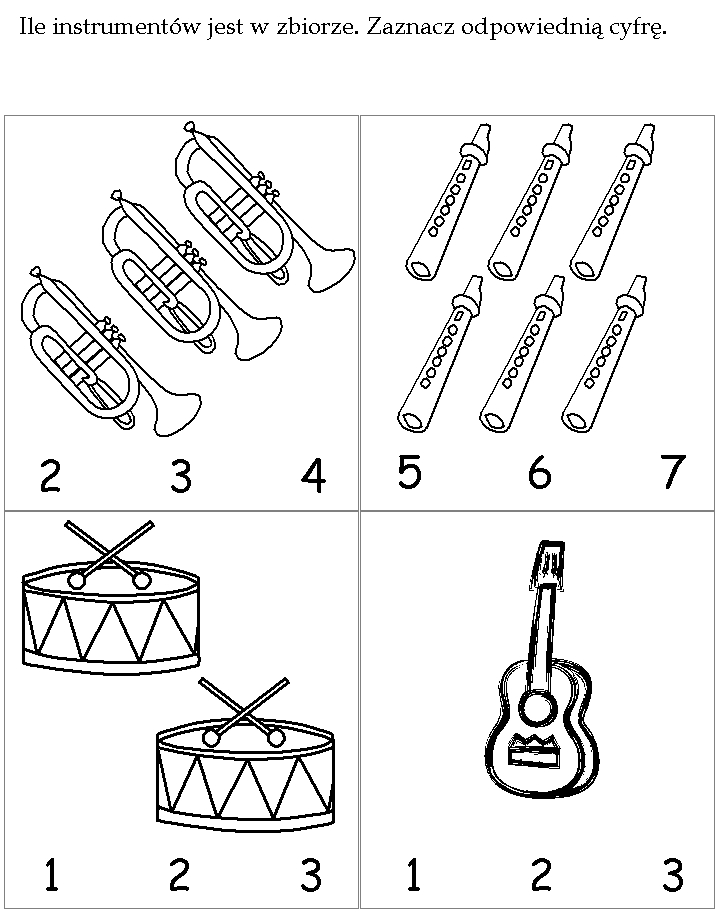 Ile instrumentów jest w zbiorze. Zaznacz odpowiednią cyfrę.
2 3 4
5 6 7
1 2 3
1 2 3